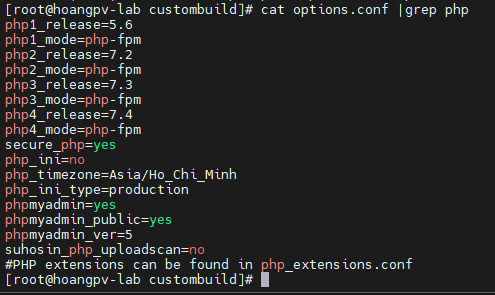 [root@hoangpv-lab custombuild]# cat options.conf |grep php
php1_release=5.6
php1_mode=php-fpm
php2_release=7.2
php2_mode=php-fpm
php3_release=7.3
php3_mode=php-fpm
php4_release=7.4
php4_mode=php-fpm
secure_php=yes
php_ini=no
php_timezone=Asia/Ho_Chi_Minh
php_ini_type=production
phpmyadmin=yes
phpmyadmin_public=yes
phpmyadmin_ver=5
suhosin_php_uploadscan=no
#PHP extensions can be found in php_extensions.conf
[root@hoangpv-lab custombuild]#